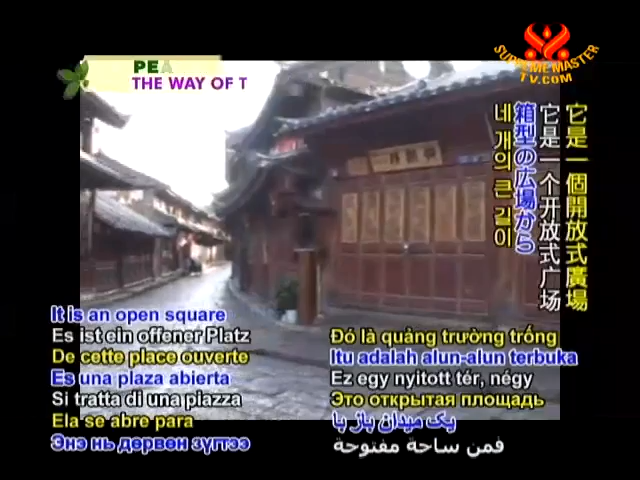 SUPREME MASTER
TV.COM
PEA
THE WAY OF T
它是一個開放式廣場
它是一个开放式广场
箱型の広場から
네 개의 큰 길이
It is an open square
Es ist ein offener Platz
De cette place ouverte
Es una plaza abierta
Si tratta di una piazza
Ela se abre para
Энэ нь дөрвөн зүгтээ
Đó là quảng trường trống
Itu adalah alun-alun terbuka
Ez egy nyitott tér, négy
Это открытая площадь
یک میدان باز با
فمن ساحة مفتوحة